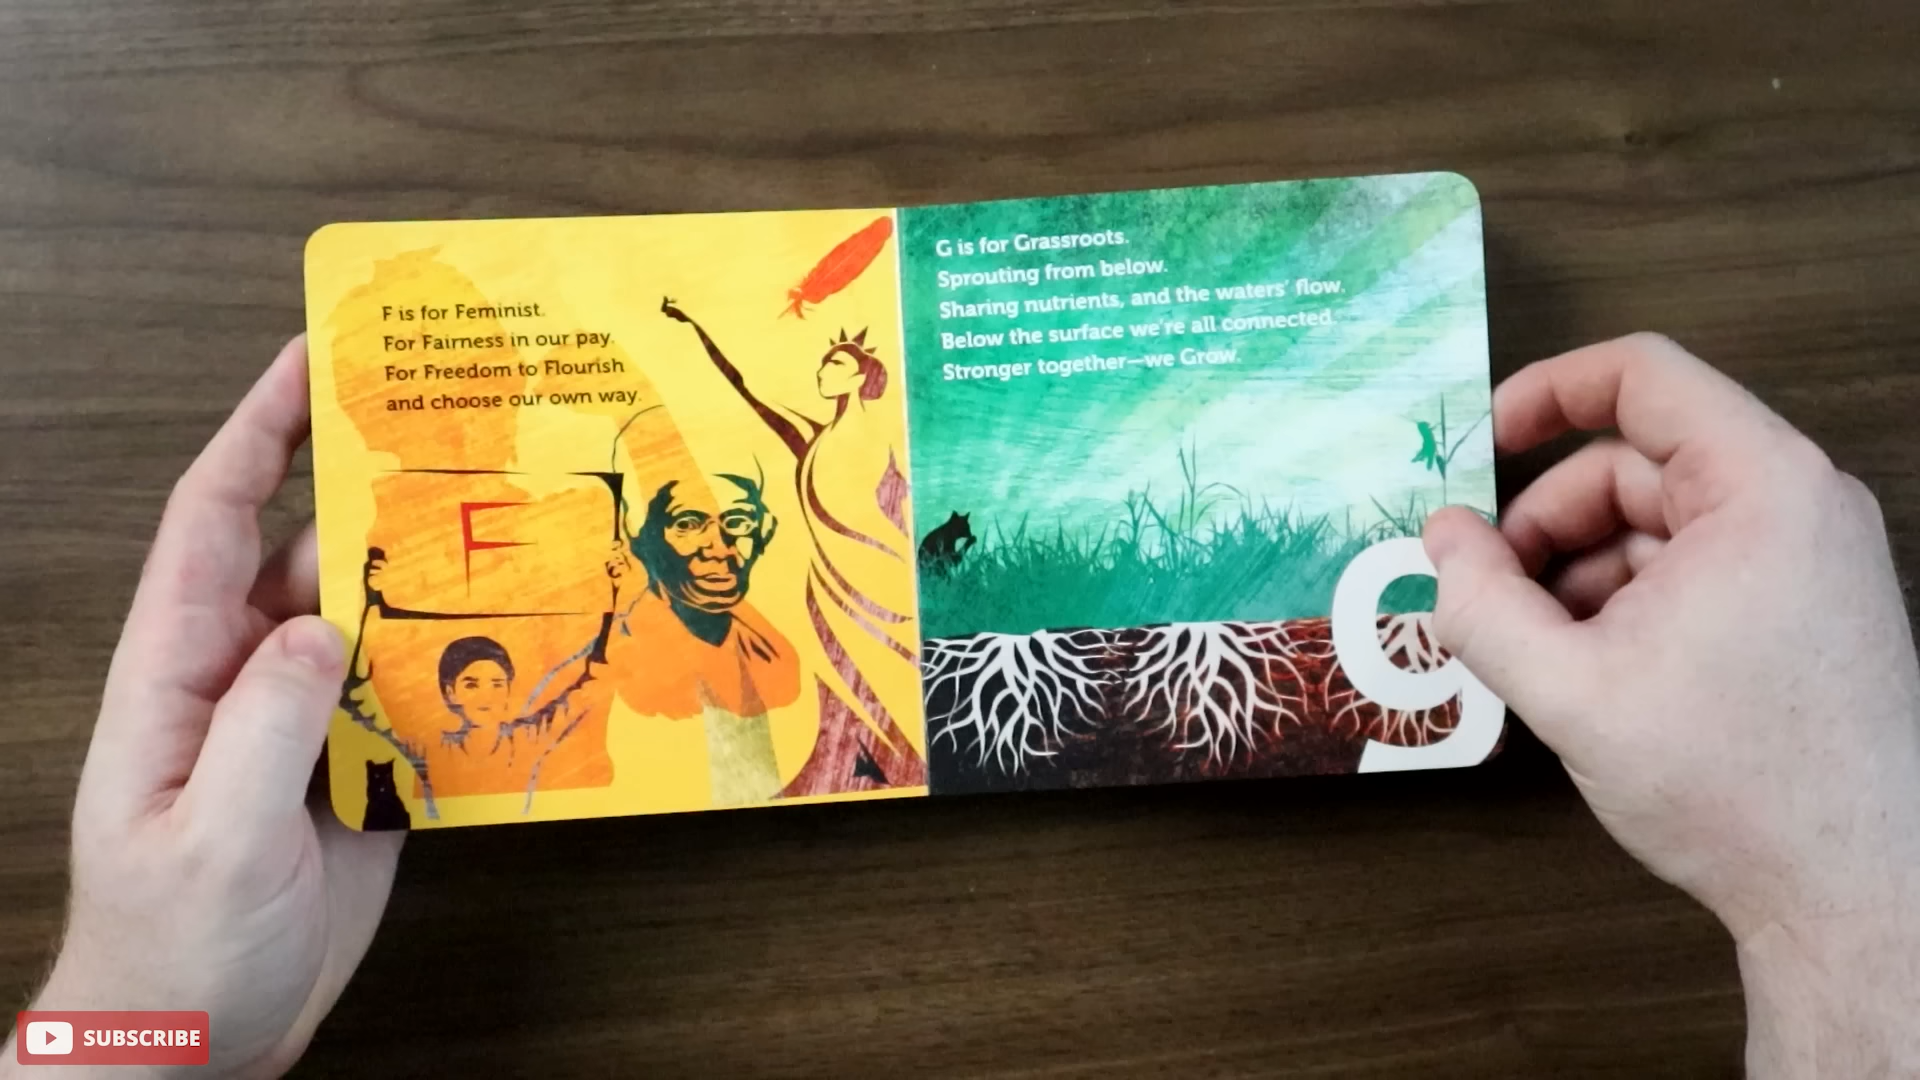 F is for Feminist.
For Fairness in our pay.
For Freedom to Flourish
and choose our own way.
F
G is for Grassroots.
Sprouting from below.
Sharing nutrients, and the waters’ flow.
Below the surface we’re all connected.
Stronger together—we Grow.
g
SUBSCRIBE